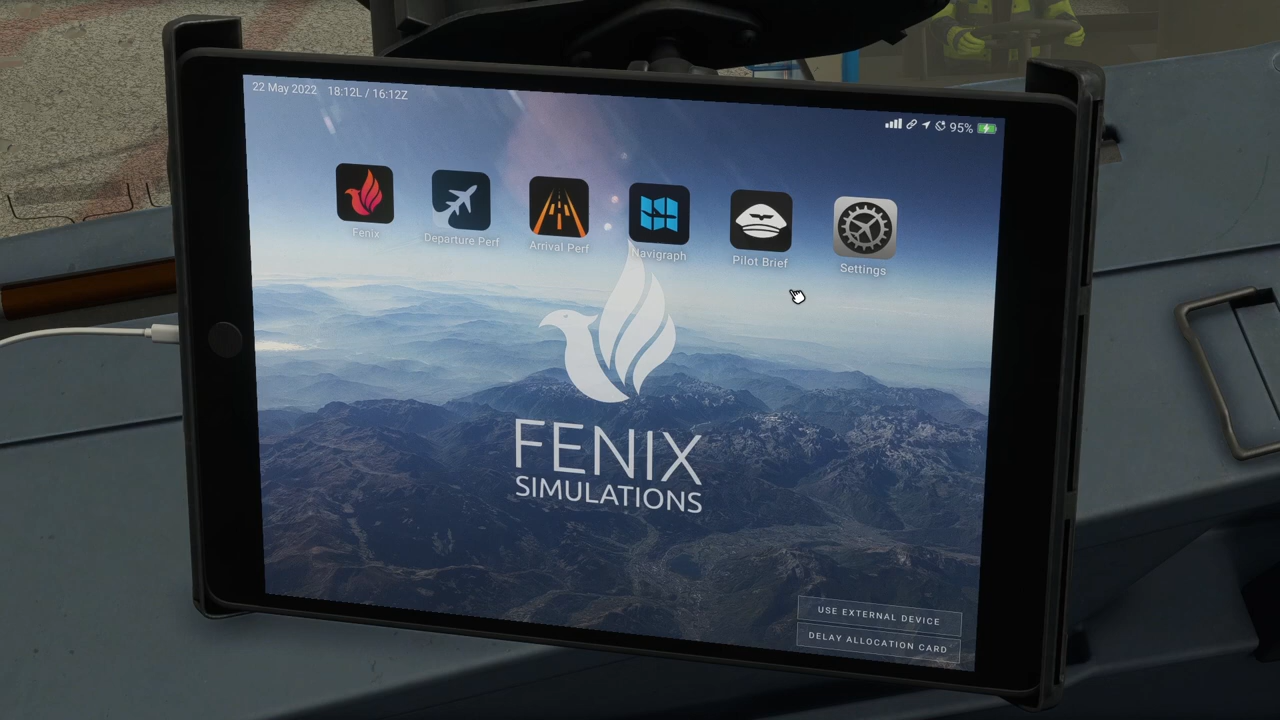 22 May 2022 18:12L / 16:12Z
95%
Fenix
Departure Perf
Arrival Perf
Navigraph
Pilot Brief
Settings
FENIX
SIMULATIONS
USE EXTERNAL DEVICE
DELAY ALLOCATION CARD